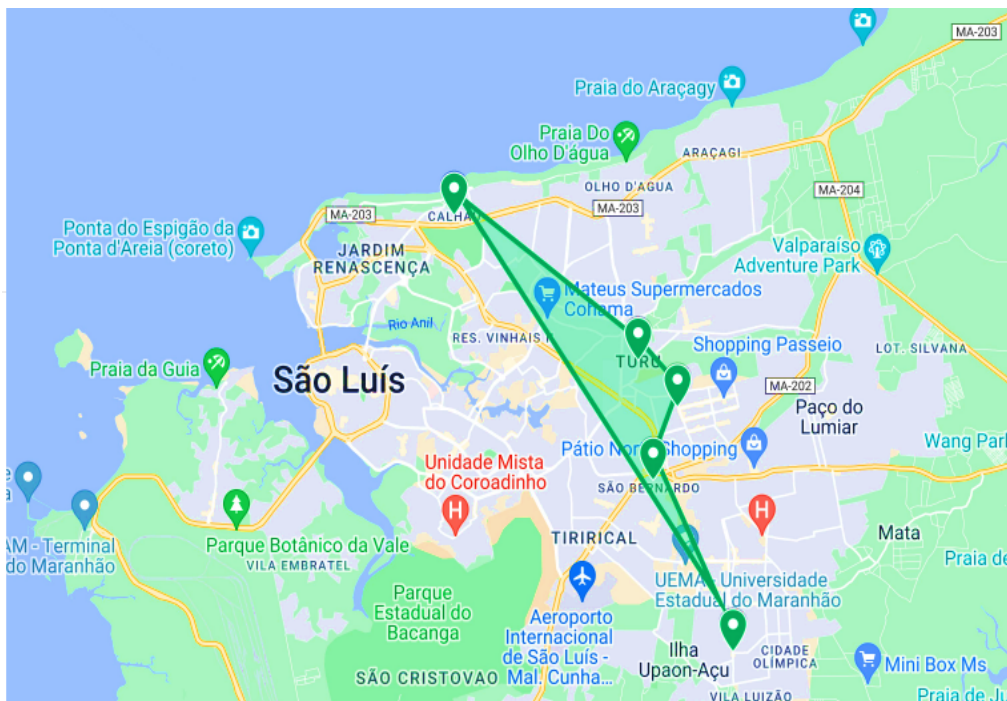 MA-203
Praia do Araçagy
Praia Do
Olho D'água
ARAÇAGI
OLHO D'AGUA
MA-204
MA-203
MA-203
CALHAU
Ponta do Espigão da
Ponta d'Areia (coreto)
JARDIM
RENASCENÇA
Valparaíso
Adventure Park
Mateus Supermercados
Cohama
Rio Anil
RES. VINHAIS
TURU
Shopping Passeio
LOT. SILVANA
Praia da Guia
São Luís
MA-202
Paço do
Lumiar
Pátio Norte Shopping
Wang Park
Unidade Mista
do Coroadinho
H
SÃO BERNARDO
H
TIRIRICAL
Mata
AM - Terminal
do Maranhão
Parque Botânico da Vale
VILA EMBRATEL
Praia de
UEMA - Universidade
Estadual do Maranhão
Parque
Estadual do
Bacanga
Aeroporto
Internacional
de São Luís -
Mal. Cunha...
Ilha
Upaon-Açu
CIDADE
OLÍMPICA
Mini Box Ms
SÃO CRISTOVAO
VILA LUIZÃO
Praia de Ju